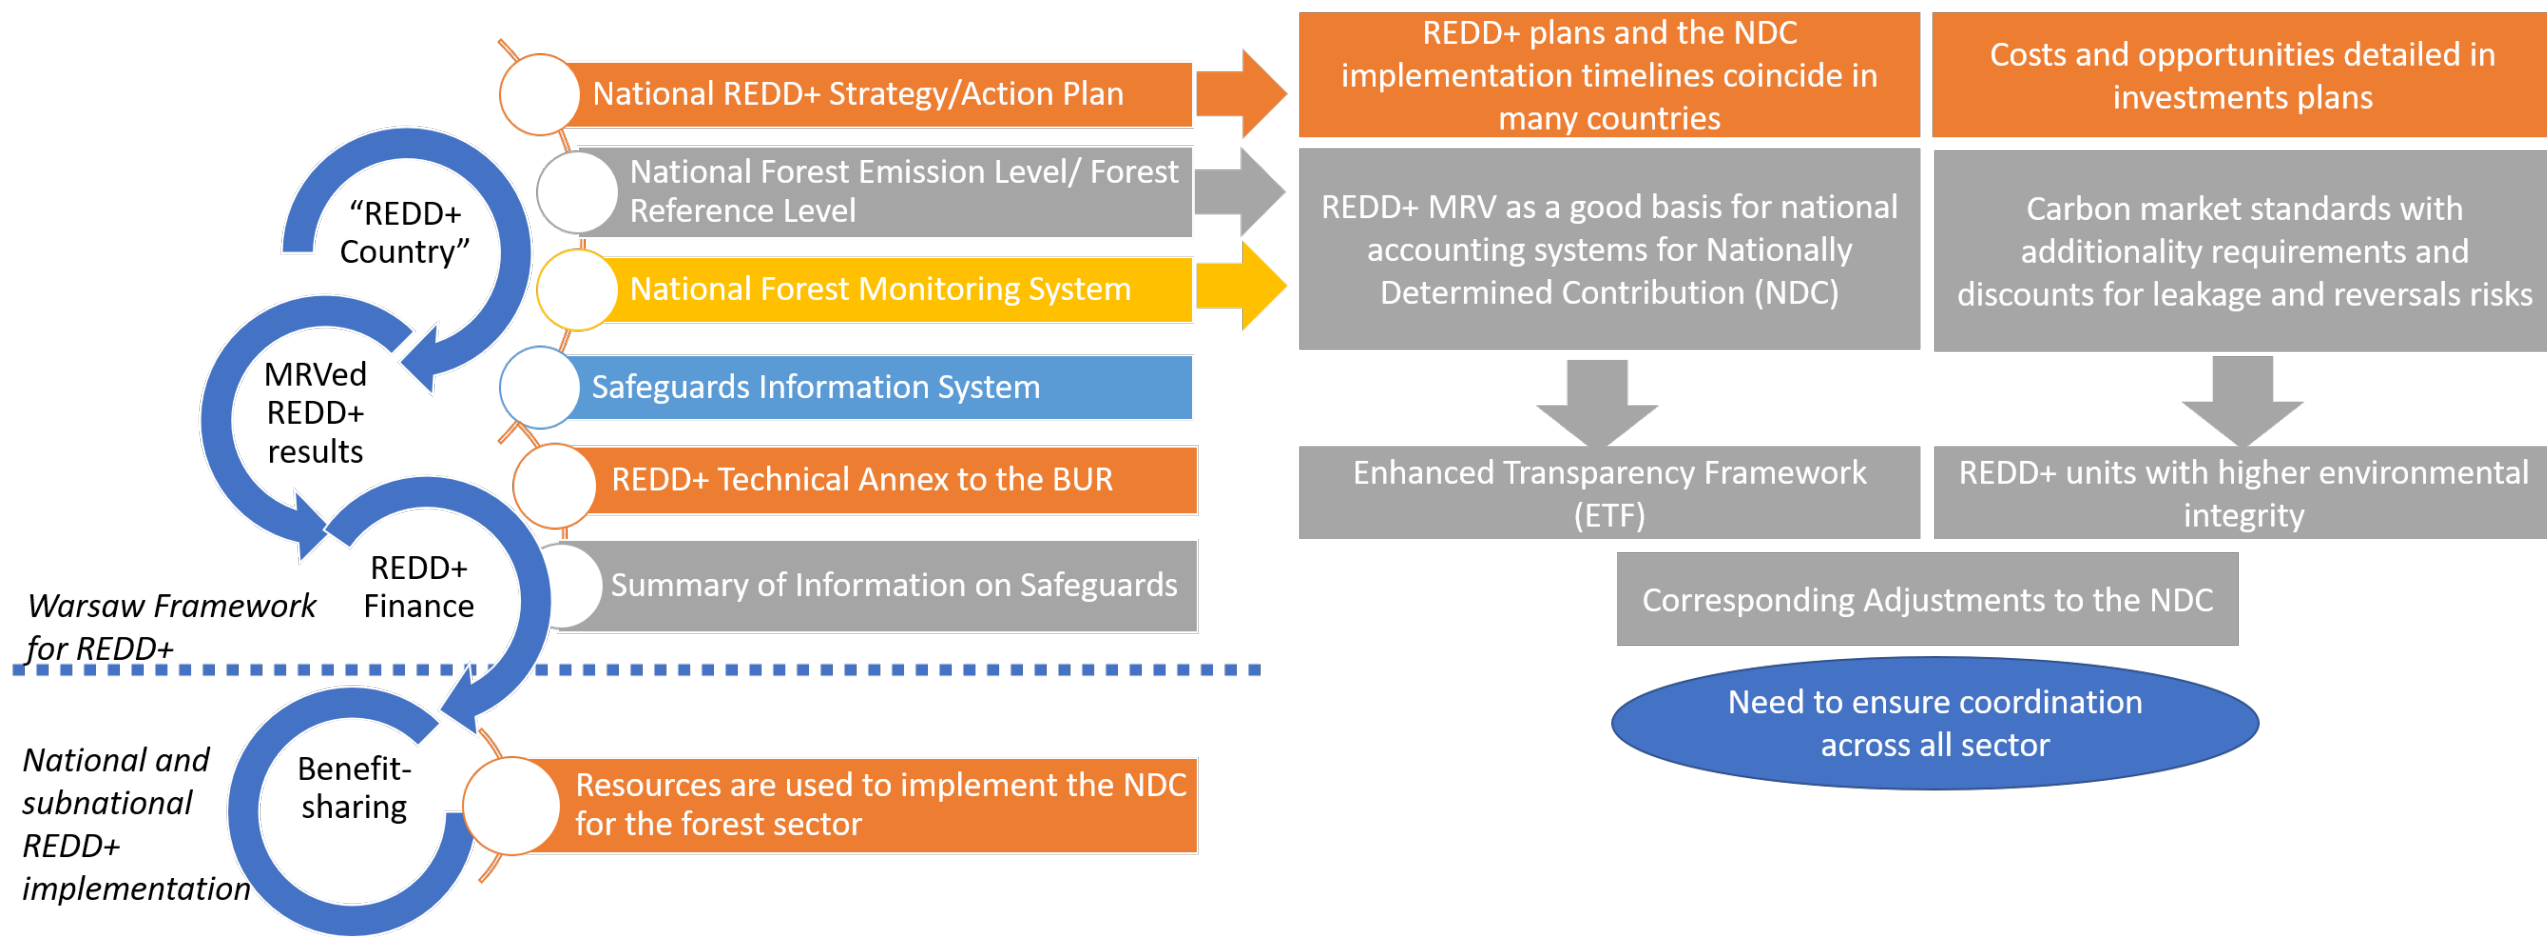 “REDD+
Country”
MRVed
REDD+
results
REDD+
Finance
Warsaw Framework
for REDD+
National and
subnational
REDD+
implementation
Benefit-
sharing
National REDD+ Strategy/Action Plan
National Forest Emission Level/ Forest
Reference Level
National Forest Monitoring System
Safeguards Information System
REDD+ Technical Annex to the BUR
Summary of Information on Safeguards
Resources are used to implement the NDC
for the forest sector
REDD+ plans and the NDC
implementation timelines coincide in
many countries
Costs and opportunities detailed in
investments plans
REDD+ MRV as a good basis for national
accounting systems for Nationally
Determined Contribution (NDC)
Carbon market standards with
additionality requirements and
discounts for leakage and reversals risks
Enhanced Transparency Framework
(ETF)
REDD+ units with higher environmental
integrity
Corresponding Adjustments to the NDC
Need to ensure coordination
across all sector